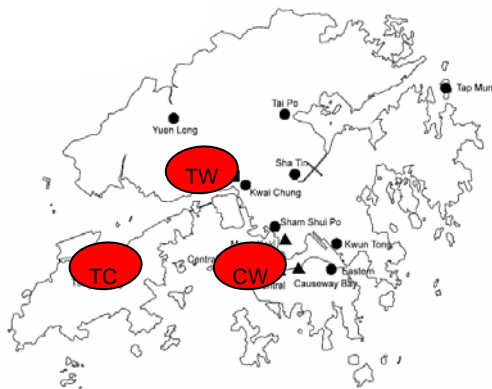 Tap Mun
Tai Po
Yuen Long
Sha Tin
TW
Kwai Chung
Sham Shui Po
Kwun Tong
TC
CW
Eastern
Causeway Bay